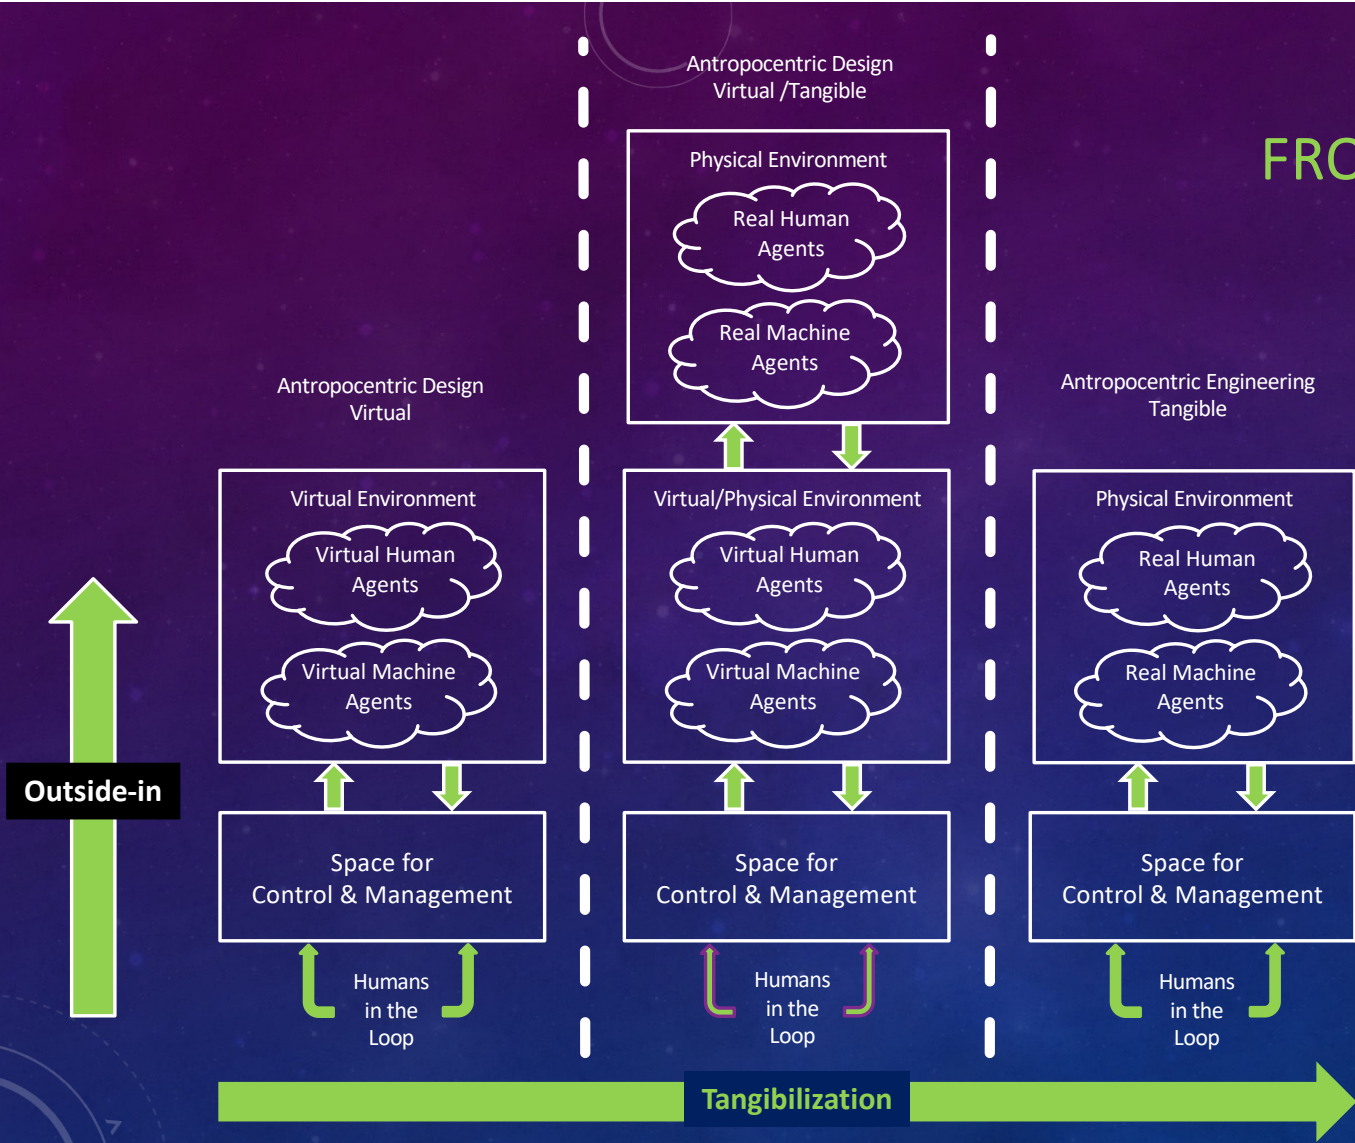 Antropocentric Design
Virtual /Tangible
Physical Environment
Real Human
Agents
Real Machine
Agents
FRO
Antropocentric Design
Virtual
Antropocentric Engineering
Tangible
Virtual Environment
Virtual Human
Agents
Virtual Machine
Agents
Virtual/Physical Environment
Virtual Human
Agents
Virtual Machine
Agents
Physical Environment
Real Human
Agents
Real Machine
Agents
Outside-in
Space for
Control & Management
Space for
Control & Management
Space for
Control & Management
Humans
in the
Loop
Humans
in the
Loop
Humans
in the
Loop
Tangibilization